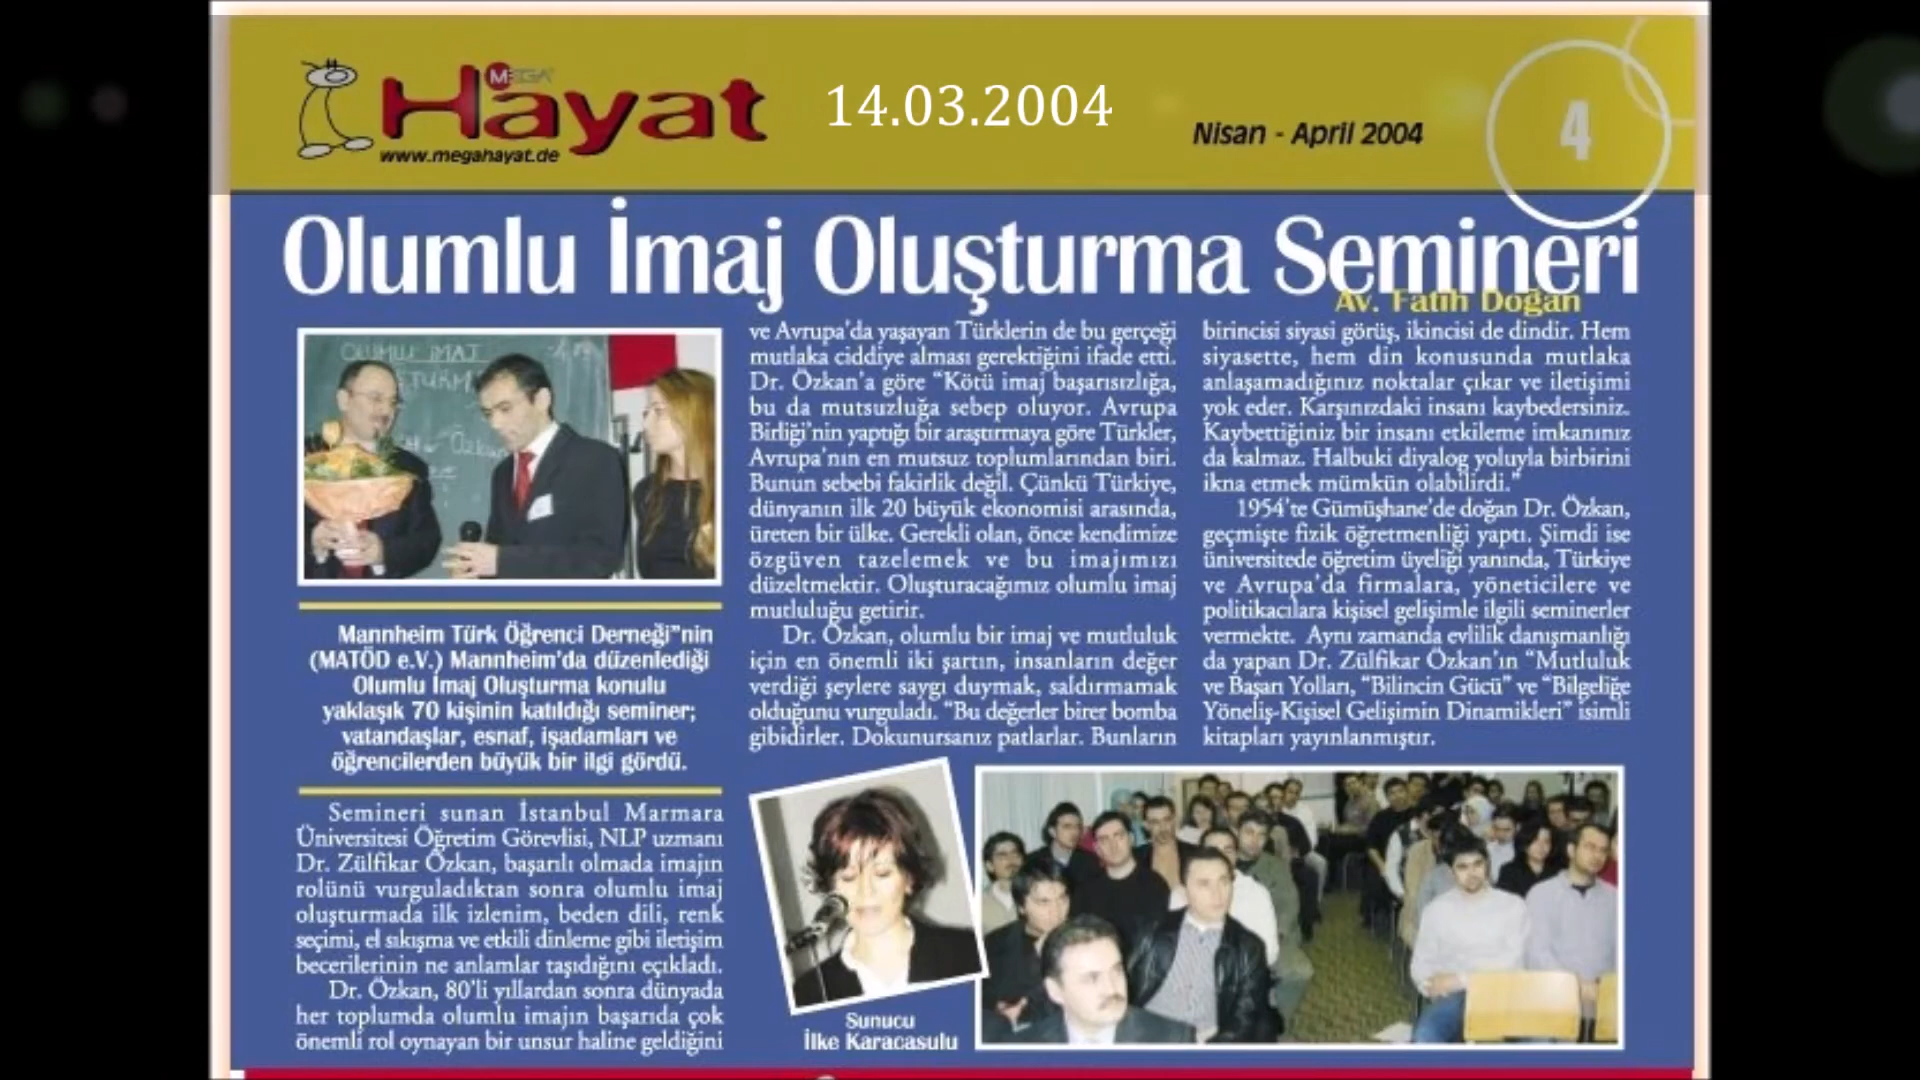 MEGA
Hayat
www.megahayat.de
14.03.2004
Nisan - April 2004
4
Olumlu İmaj Oluşturma Semineri
Av. Fatih Doğan
OLUMLU İMAJ
Mannheim Türk Öğrenci Derneği"nin
(MATÖD e.V.) Mannheim'da düzenlediği
Olumlu İmaj Oluşturma konulu
yaklaşık 70 kişinin katıldığı seminer;
vatandaşlar, esnaf, işadamları ve
öğrencilerden büyük bir ilgi gördü.
Semineri sunan İstanbul Marmara
Üniversitesi Öğretim Görevlisi, NLP uzmanı
Dr. Zülfikar Özkan, başarılı olmada imajın
rolünü vurguladıktan sonra olumlu imaj
oluşturmada ilk izlenim, beden dili, renk
seçimi, el sıkışma ve etkili dinleme gibi iletişim
becerilerinin ne anlamlar taşıdığını eçıkladı.
Dr. Özkan, 80'li yıllardan sonra dünyada
her toplumda olumlu imajın başarıda çok
önemli rol oynayan bir unsur haline geldiğini
ve Avrupa'da yaşayan Türklerin de bu gerçeği
mutlaka ciddiye alması gerektiğini ifade etti.
Dr. Özkan'a göre "Kötü imaj başarısızlığa,
bu da mutsuzluğa sebep oluyor. Avrupa
Birliği'nin yaptığı bir araştırmaya göre Türkler,
Avrupa'nın en mutsuz toplumlarından biri.
Bunun sebebi fakirlik değil. Çünkü Türkiye,
dünyanın ilk 20 büyük ekonomisi arasında,
üreten bir ülke. Gerekli olan, önce kendimize
özgüven tazelemek ve bu imajımızı
düzeltmektir. Oluşturacağımız olumlu imaj
mutluluğu getirir.
Dr. Özkan, olumlu bir imaj ve mutluluk
için en önemli iki şartın, insanların değer
verdiği şeylere saygı duymak, saldırmamak
olduğunu vurguladı. "Bu değerler birer bomba
gibidirler. Dokunursanız patlarlar. Bunların
birincisi siyasi görüş, ikincisi de dindir. Hem
siyasette, hem din konusunda mutlaka
anlaşamadığınız noktalar çıkar ve iletişimi
yok eder. Karşınızdaki insanı kaybedersiniz.
Kaybettiğiniz bir insanı etkileme imkanınız
da kalmaz. Halbuki diyalog yoluyla birbirini
ikna etmek mümkün olabilirdi."
1954'te Gümüşhane'de doğan Dr. Özkan,
geçmişte fizik öğretmenliği yaptı. Şimdi ise
üniversitede öğretim üyeliği yanında, Türkiye
ve Avrupa'da firmalara, yöneticilere ve
politikacılara kişisel gelişimle ilgili seminerler
vermekte. Aynı zamanda evlilik danışmanlığı
da yapan Dr. Zülfikar Özkan'ın "Mutluluk
ve Başarı Yolları, "Bilincin Gücü" ve "Bilgeliğe
Yöneliş-Kişisel Gelişimin Dinamikleri" isimli
kitapları yayınlanmıştır.
Sunucu
İlke Karacasulu